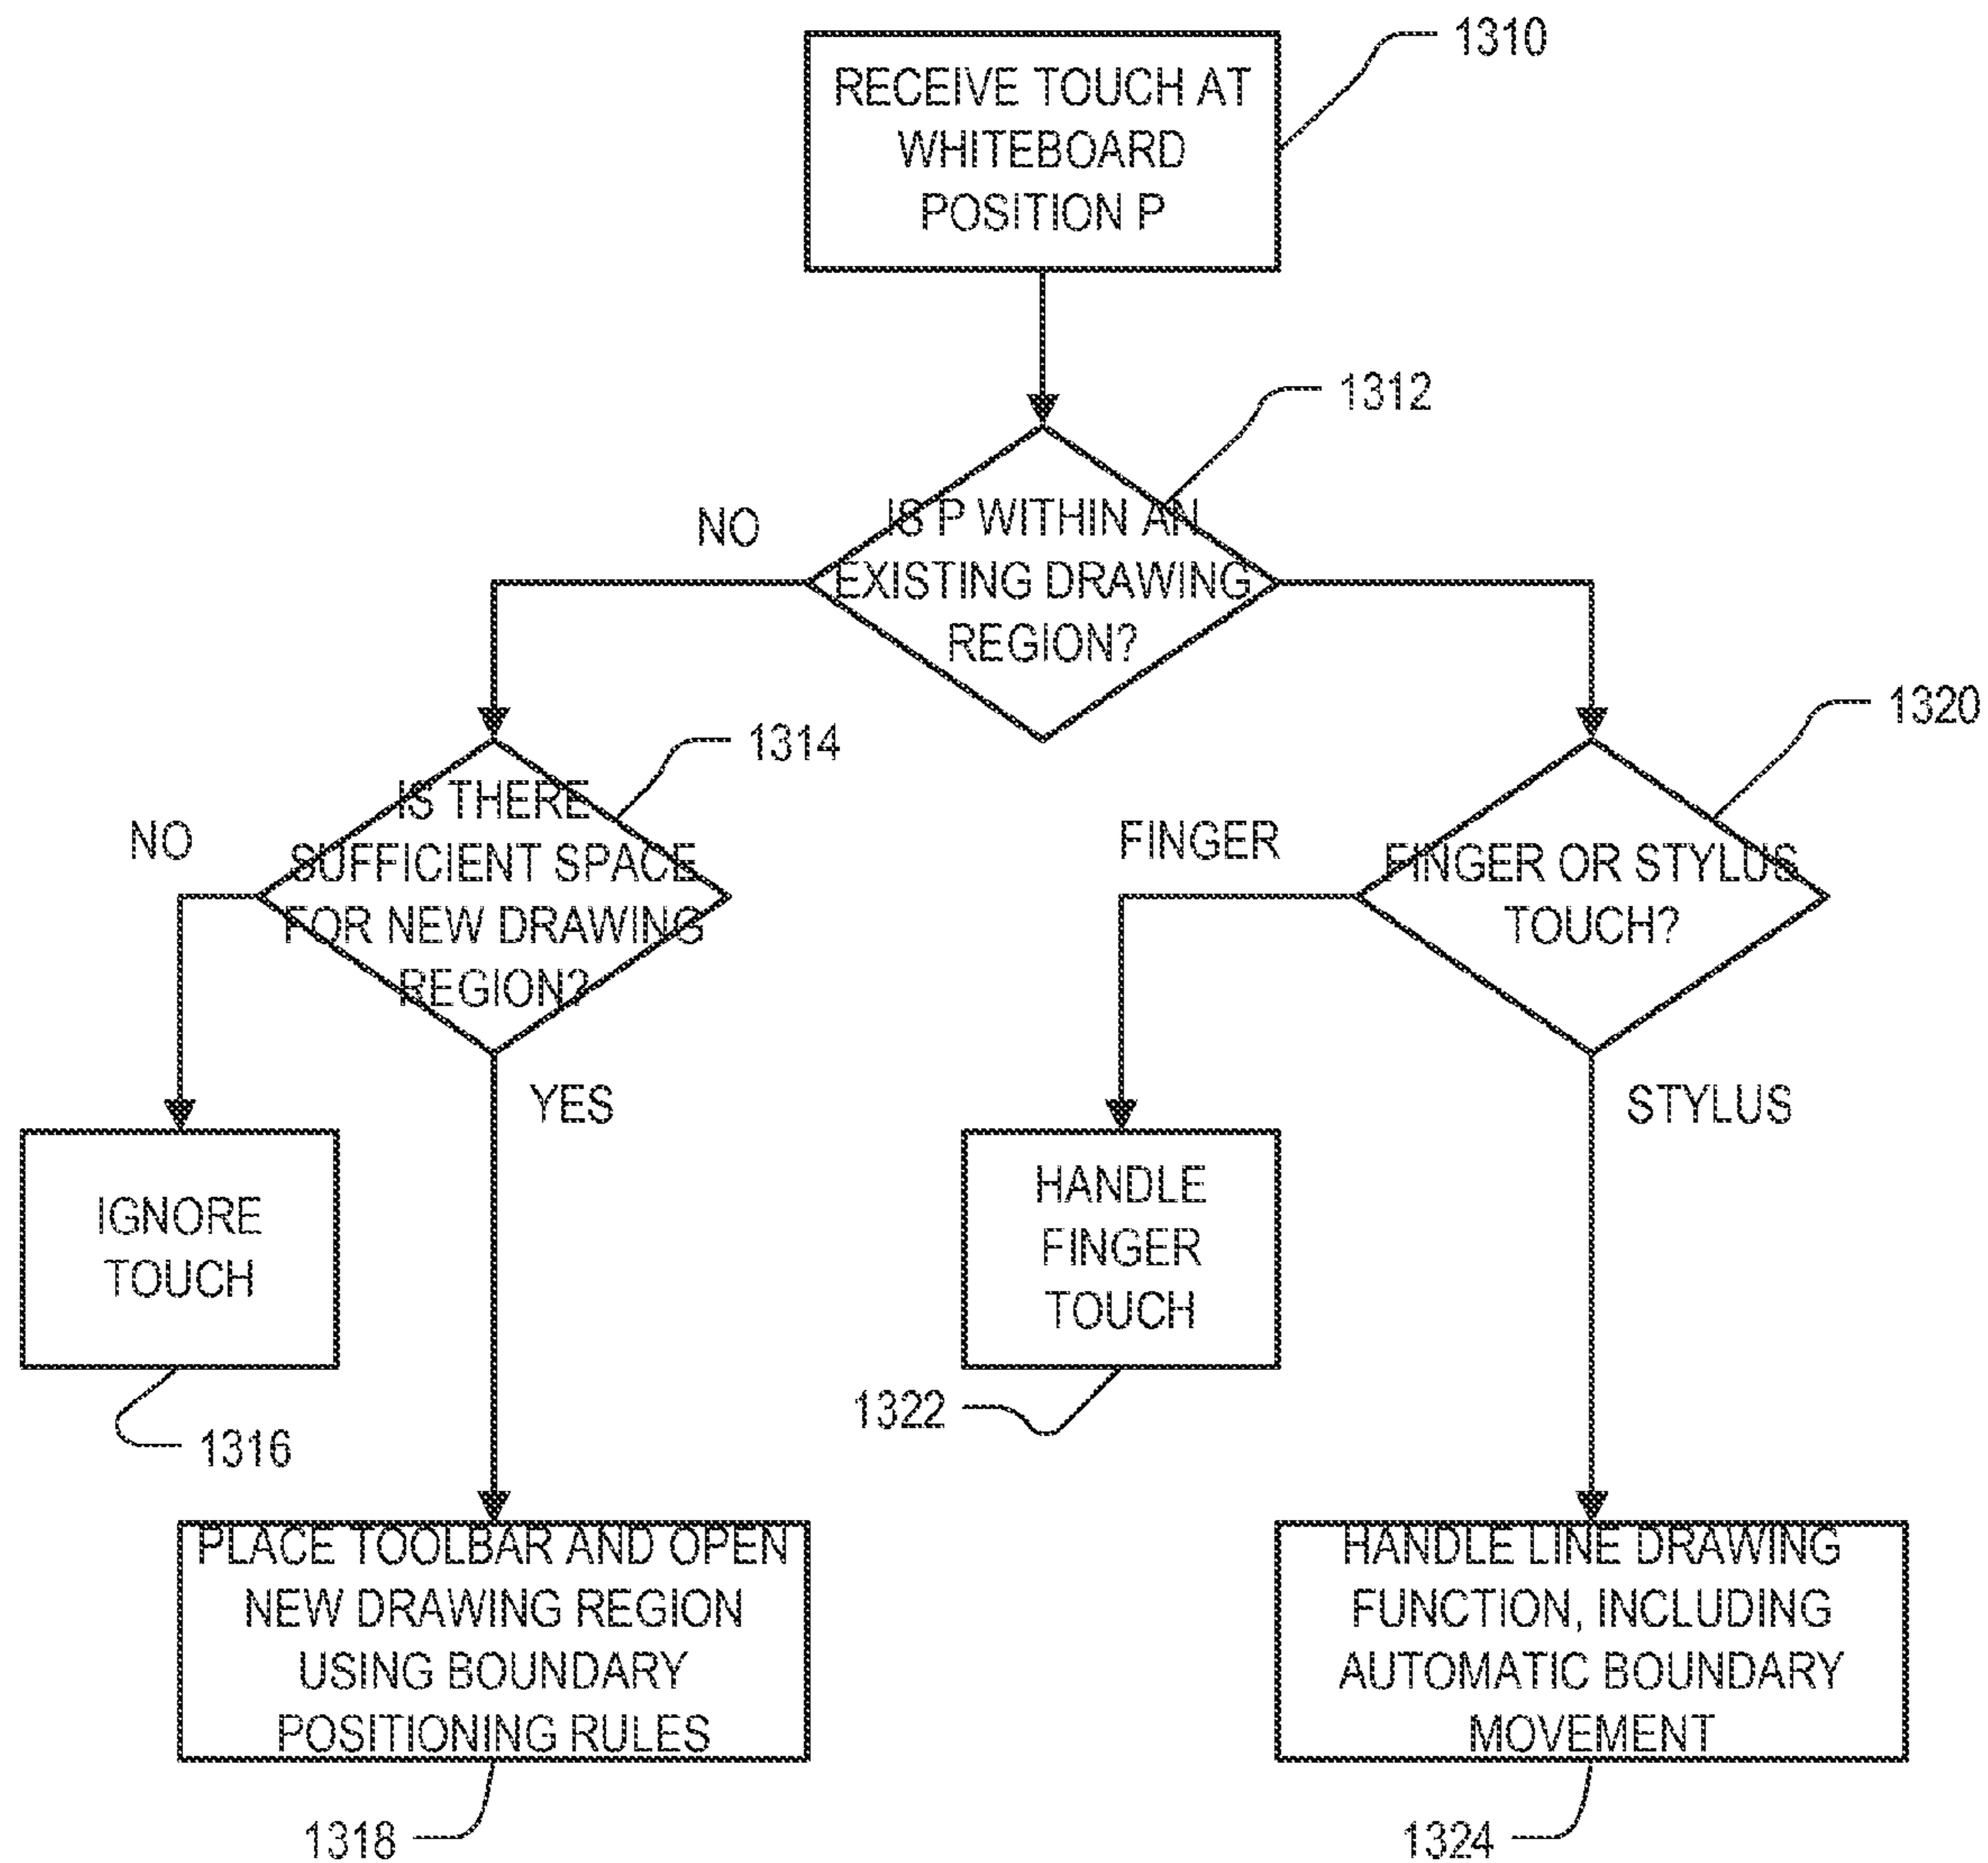 1310
RECEIVE TOUCH AT
WHITEBOARD
POSITION P
1312
NO
IS P WITHIN AN
EXISTING DRAWING
REGION?
1314
1320
NO
IS THERE
SUFFICIENT SPACE
FOR NEW DRAWING
REGION?
FINGER
FINGER OR STYLUS
TOUCH?
YES
STYLUS
IGNORE
TOUCH
HANDLE
FINGER
TOUCH
1316
1322
PLACE TOOLBAR AND OPEN
NEW DRAWING REGION
USING BOUNDARY
POSITIONING RULES
HANDLE LINE DRAWING
FUNCTION, INCLUDING
AUTOMATIC BOUNDARY
MOVEMENT
1318
1324